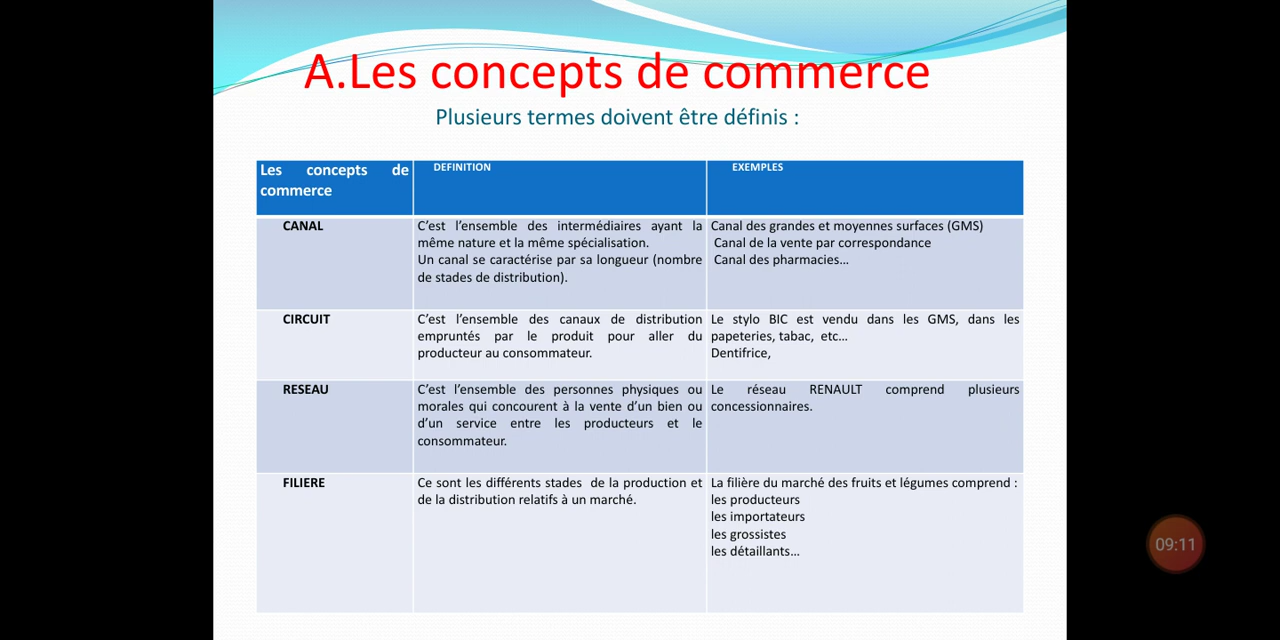 A.Les concepts de commerce
Plusieurs termes doivent être définis :
Les concepts de
commerce
DEFINITION
EXEMPLES
CANAL
C’est l’ensemble des intermédiaires ayant la
même nature et la même spécialisation.
Un canal se caractérise par sa longueur (nombre
de stades de distribution).
Canal des grandes et moyennes surfaces (GMS)
Canal de la vente par correspondance
Canal des pharmacies…
CIRCUIT
C’est l’ensemble des canaux de distribution
empruntés par le produit pour aller du
producteur au consommateur.
Le stylo BIC est vendu dans les GMS, dans les
papeteries, tabac, etc…
Dentifrice,
RESEAU
C’est l’ensemble des personnes physiques ou
morales qui concourent à la vente d’un bien ou
d’un service entre les producteurs et le
consommateur.
Le réseau RENAULT comprend plusieurs
concessionnaires.
FILIERE
Ce sont les différents stades de la production et
de la distribution relatifs à un marché.
La filière du marché des fruits et légumes comprend :
les producteurs
les importateurs
les grossistes
les détaillants…
09:11